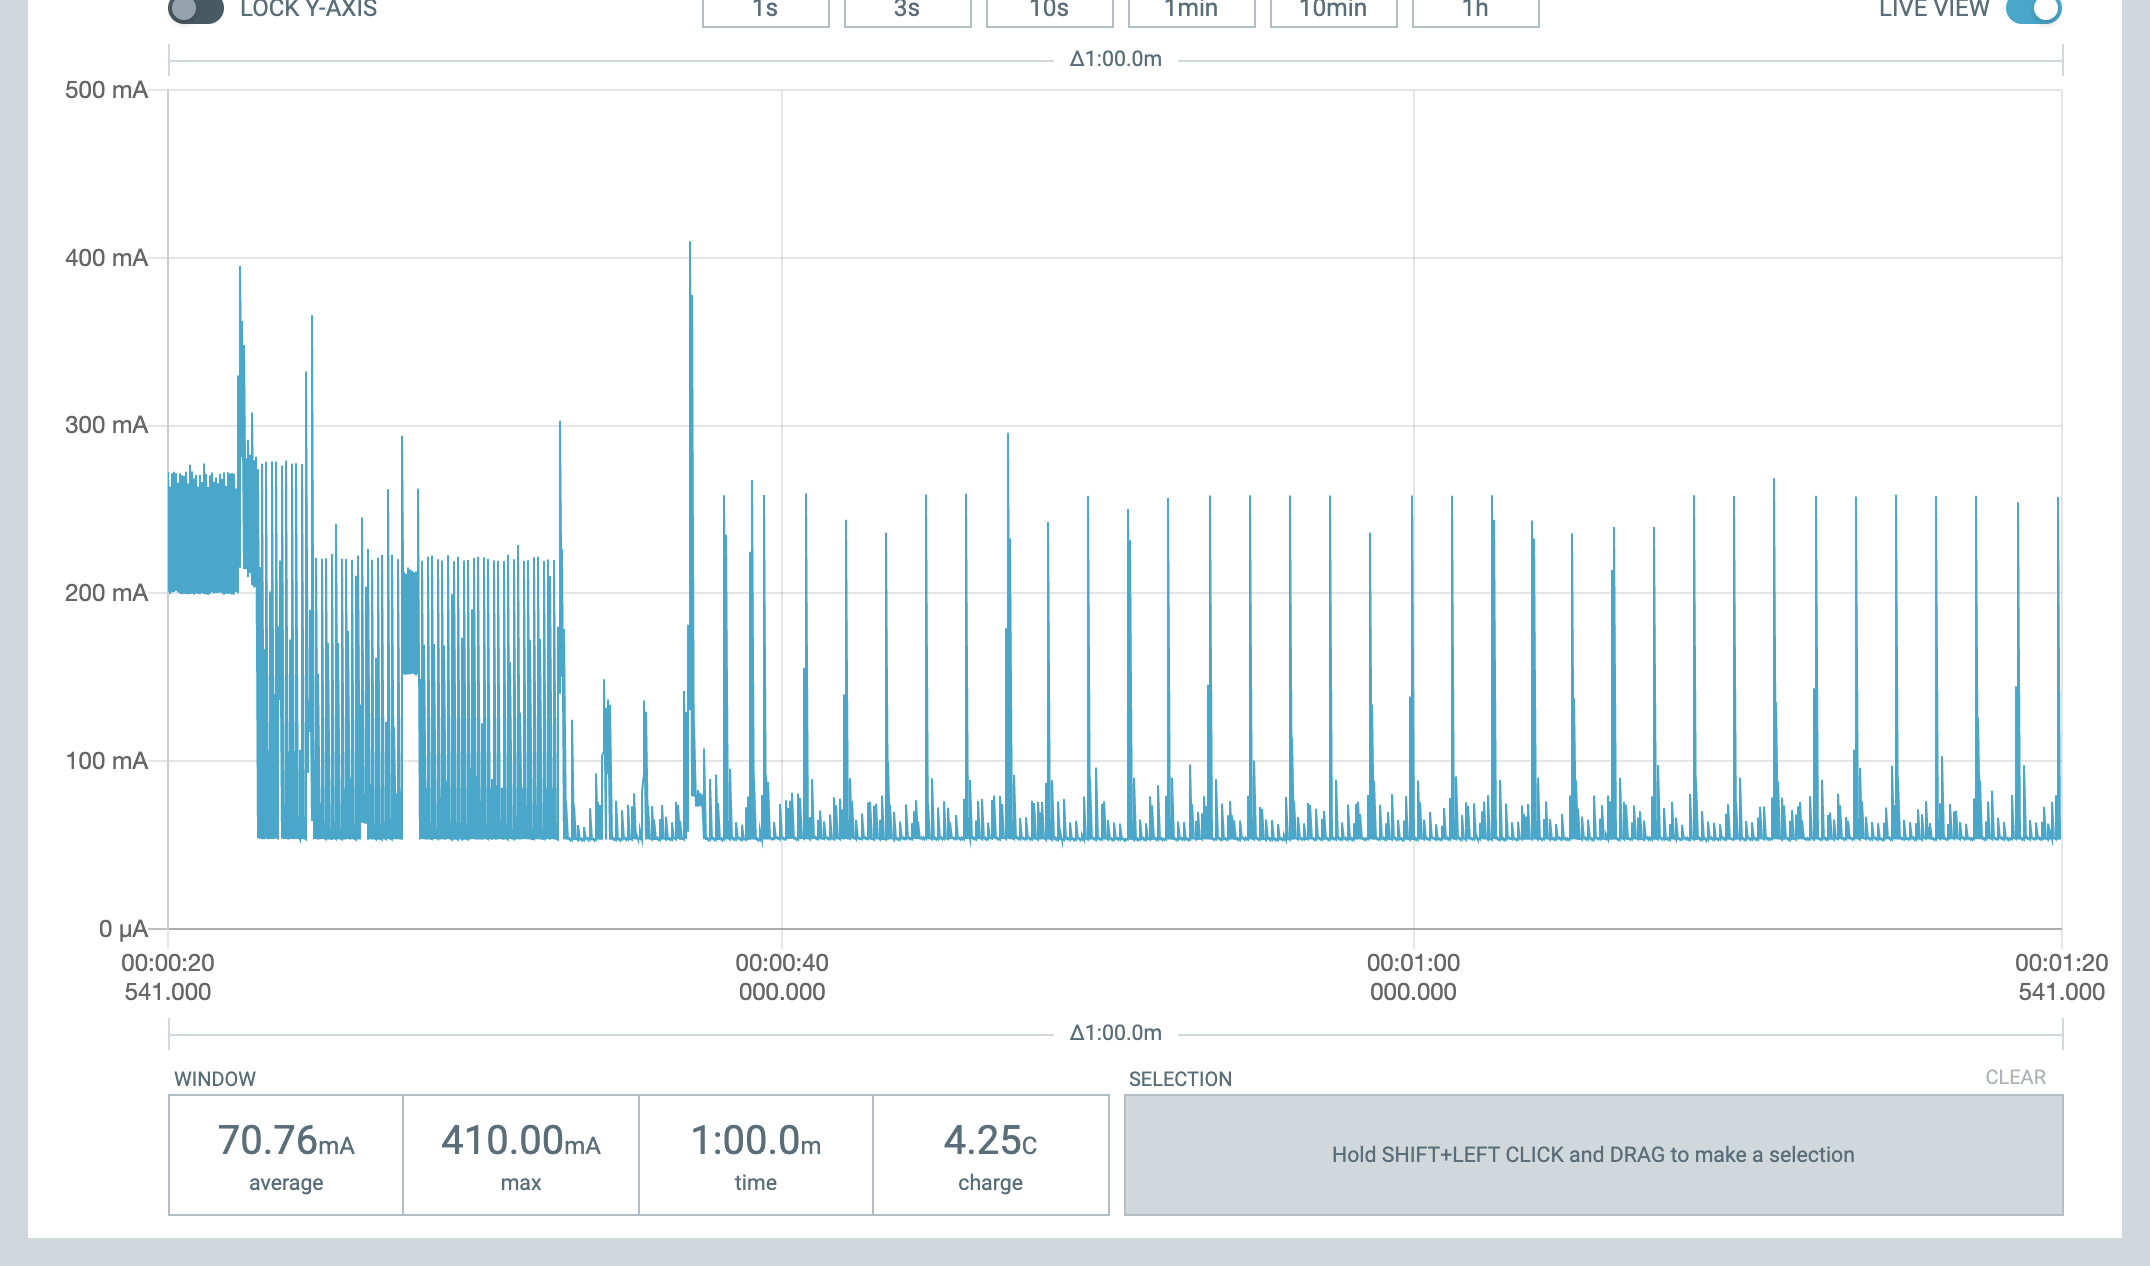 LOCK Y-AXIS
1s
3s
10s
1min
10min
1h
LIVE VIEW
Δ1:00.0m
500 mA
400 mA
300 mA
200 mA
100 mA
0 µA
00:00:20
541.000
00:00:40
000.000
00:01:00
000.000
00:01:20
541.000
Δ1:00.0m
WINDOW
70.76mA
average
410.00mA
max
1:00.0m
time
4.25C
charge
SELECTION
CLEAR
Hold SHIFT+LEFT CLICK and DRAG to make a selection